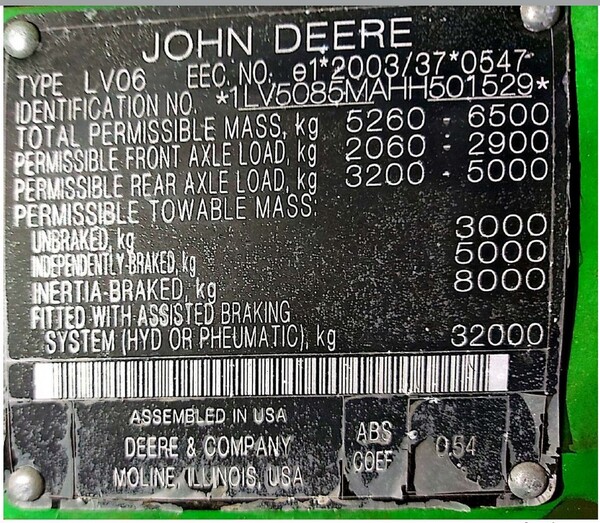 JOHN DEERE
TYPE LV06 EEC. NO. e1*2003/37*0547-
IDENTIFICATION NO. *1LV5085MAHH501529*
TOTAL PERMISSIBLE MASS, kg 5260 - 6500
PERMISSIBLE FRONT AXLE LOAD, kg 2060 - 2900
PERMISSIBLE REAR AXLE LOAD, kg 3200 - 5000
PERMISSIBLE TOWABLE MASS:
UNBRAKED, kg 3000
INDEPENDENTLY-BRAKED, kg 5000
INERTIA-BRAKED, kg 8000
FITTED WITH ASSISTED BRAKING
SYSTEM (HYD OR PHEUMATIC), kg 32000
ASSEMBLED IN USA
DEERE & COMPANY
MOLINE, ILLINOIS, USA
ABS
COEF
0.54